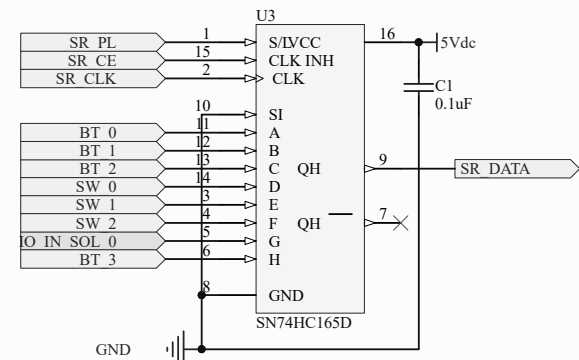 U3
SR_PL 1 S/LVCC 16 5Vdc
SR_CE 15 CLK INH
SR_CLK 2 CLK
C1
0.1uF
10 SI
BT_0 11 A
BT_1 12 B
BT_2 13 C QH 9 SR_DATA
SW_0 14 D
SW_1 3 E
SW_2 4 F QH 7
IO_IN_SOL_0 5 G
BT_3 6 H
8 GND
SN74HC165D
GND